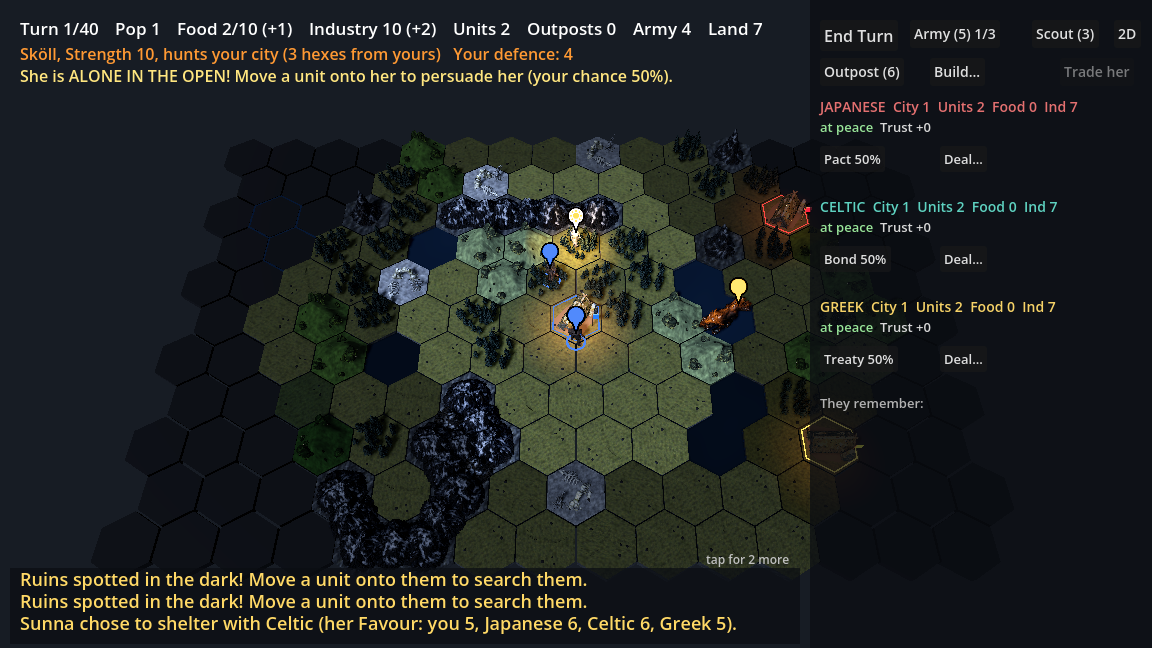 Turn 1/40 Pop 1 Food 2/10 (+1) Industry 10 (+2) Units 2 Outposts 0 Army 4 Land 7
Sköll, Strength 10, hunts your city (3 hexes from yours) Your defence: 4
She is ALONE IN THE OPEN! Move a unit onto her to persuade her (your chance 50%).
End Turn Army (5) 1/3 Scout (3) 2D
Outpost (6) Build... Trade her
JAPANESE City 1 Units 2 Food 0 Ind 7
at peace Trust +0
Pact 50% Deal...
CELTIC City 1 Units 2 Food 0 Ind 7
at peace Trust +0
Bond 50% Deal...
GREEK City 1 Units 2 Food 0 Ind 7
at peace Trust +0
Treaty 50% Deal...
They remember:
tap for 2 more
Ruins spotted in the dark! Move a unit onto them to search them.
Ruins spotted in the dark! Move a unit onto them to search them.
Sunna chose to shelter with Celtic (her Favour: you 5, Japanese 6, Celtic 6, Greek 5).